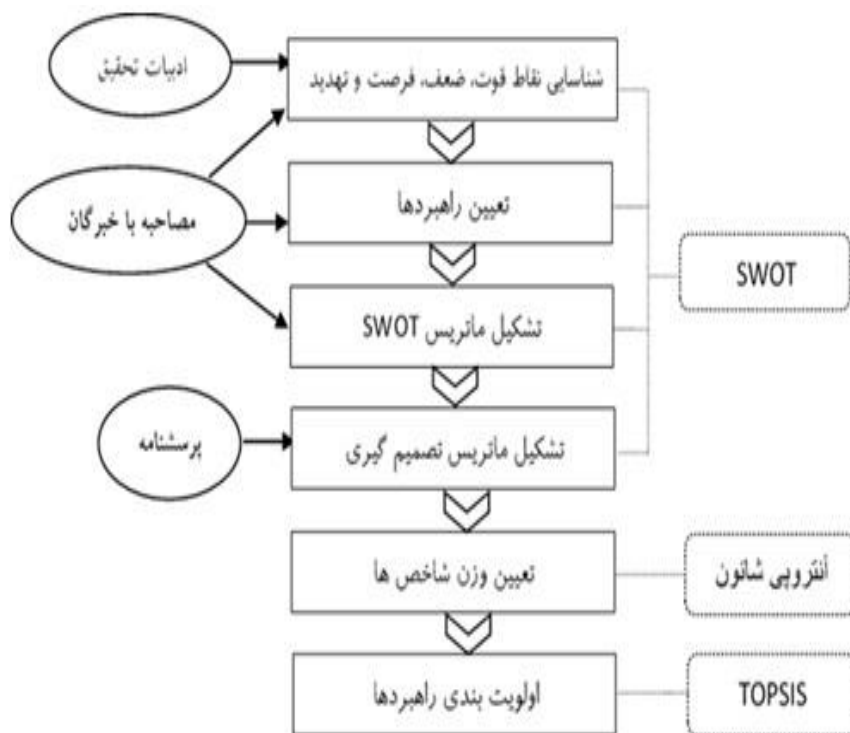 ادبیات تحقیق
شناسایی نقاط قوت، ضعف، فرصت و تهدید
مصاحبه با خبرگان
تعیین راهبردها
SWOT
تشکیل ماتریس SWOT
پرسشنامه
تشکیل ماتریس تصمیم گیری
تعیین وزن شاخص ها
آنتروپی شانون
اولویت بندی راهبردها
TOPSIS